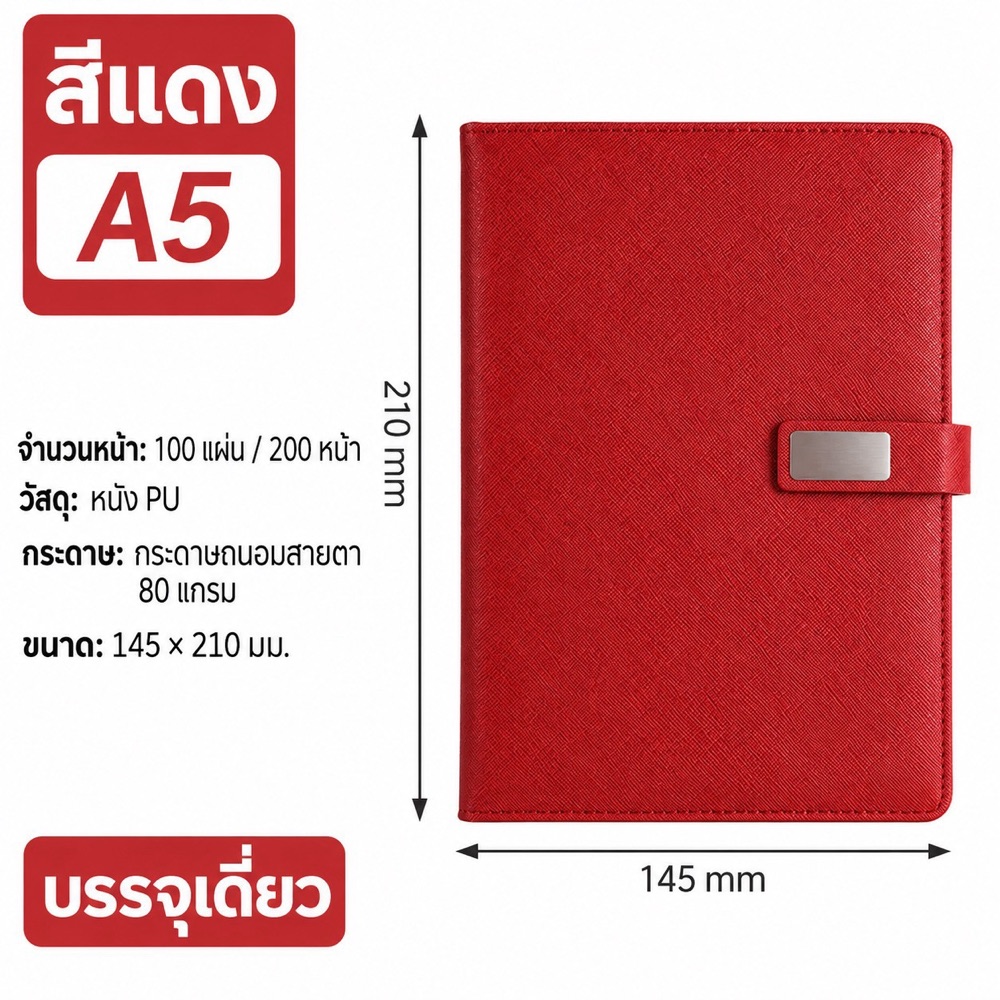 สีแดง
A5
จำนวนหน้า: 100 แผ่น / 200 หน้า
วัสดุ: หนัง PU
กระดาษ: กระดาษถนอมสายตา
80 แกรม
ขนาด: 145 × 210 มม.
210 mm
145 mm
บรรจุเดี่ยว